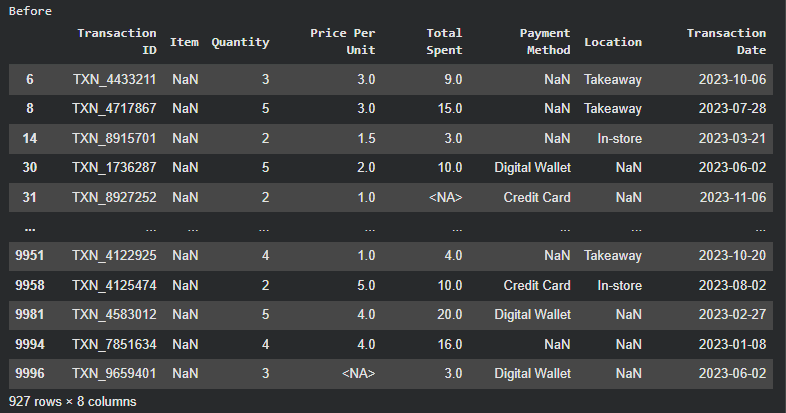 Before
Transaction ID Item Quantity Price Per Unit Total Spent Payment Method Location Transaction Date
6 TXN_4433211 NaN 3 3.0 9.0 NaN Takeaway 2023-10-06
8 TXN_4717867 NaN 5 3.0 15.0 NaN Takeaway 2023-07-28
14 TXN_8915701 NaN 2 1.5 3.0 NaN In-store 2023-03-21
30 TXN_1736287 NaN 5 2.0 10.0 Digital Wallet NaN 2023-06-02
31 TXN_8927252 NaN 2 1.0 <NA> Credit Card NaN 2023-11-06
... ... ... ... ... ... ... ... ...
9951 TXN_4122925 NaN 4 1.0 4.0 NaN Takeaway 2023-10-20
9958 TXN_4125474 NaN 2 5.0 10.0 Credit Card In-store 2023-08-02
9981 TXN_4583012 NaN 5 4.0 20.0 Digital Wallet NaN 2023-02-27
9994 TXN_7851634 NaN 4 4.0 16.0 NaN NaN 2023-01-08
9996 TXN_9659401 NaN 3 <NA> 3.0 Digital Wallet NaN 2023-06-02
927 rows × 8 columns